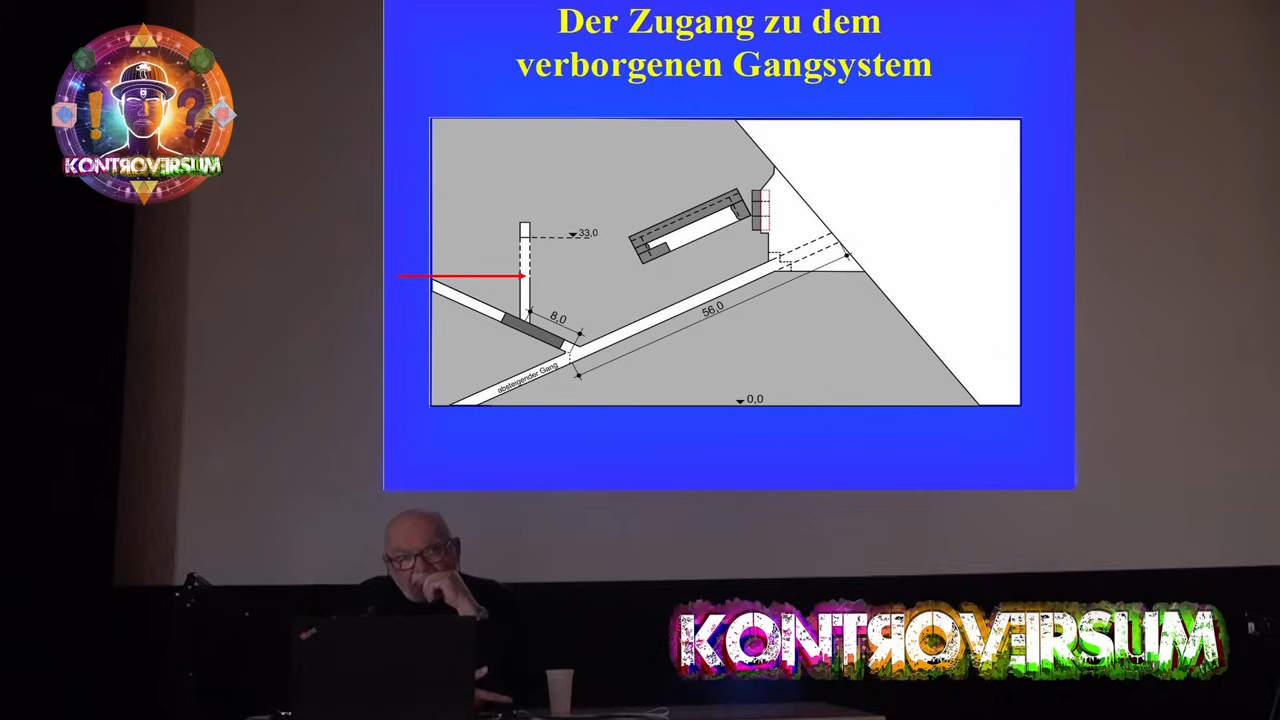 Der Zugang zu dem
verborgenen Gangsystem
KONTROVERSUM
33,0
8,0
56,0
absteigender Gang
0,0
KONTROVERSUM